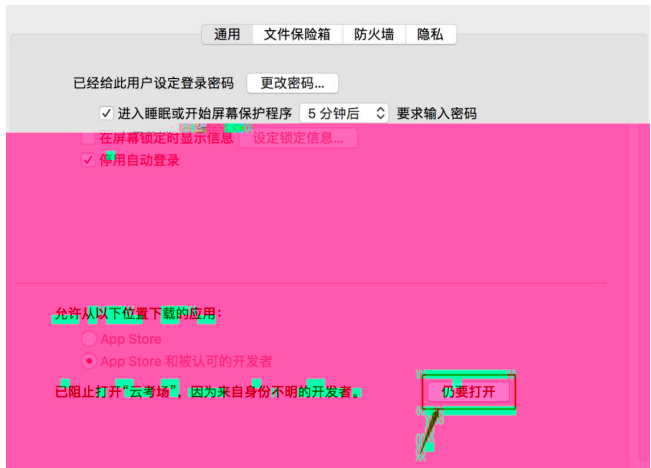 通用 文件保险箱 防火墙 隐私
已经给此用户设定登录密码 更改密码...
进入睡眠或开始屏幕保护程序 5 分钟后 要求输入密码
在屏幕锁定时显示信息 设定锁定信息...
停用自动登录
允许从以下位置下载的应用：
App Store
App Store 和被认可的开发者
已阻止打开“云考场”，因为来自身份不明的开发者。 仍要打开